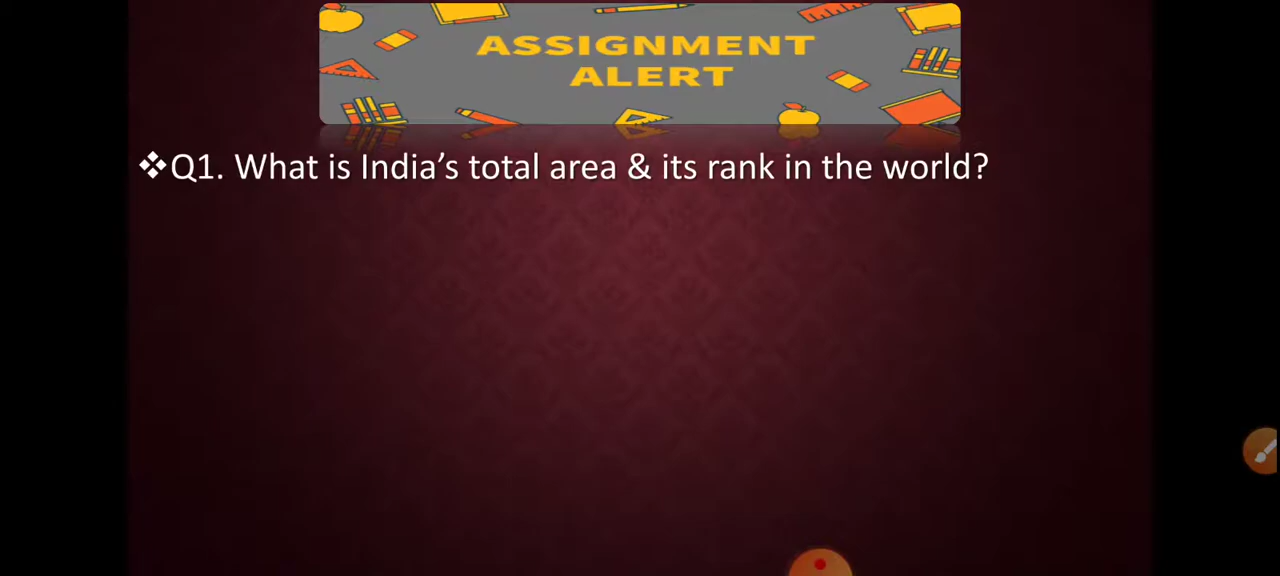 ASSIGNMENT
ALERT
❖Q1. What is India’s total area & its rank in the world?